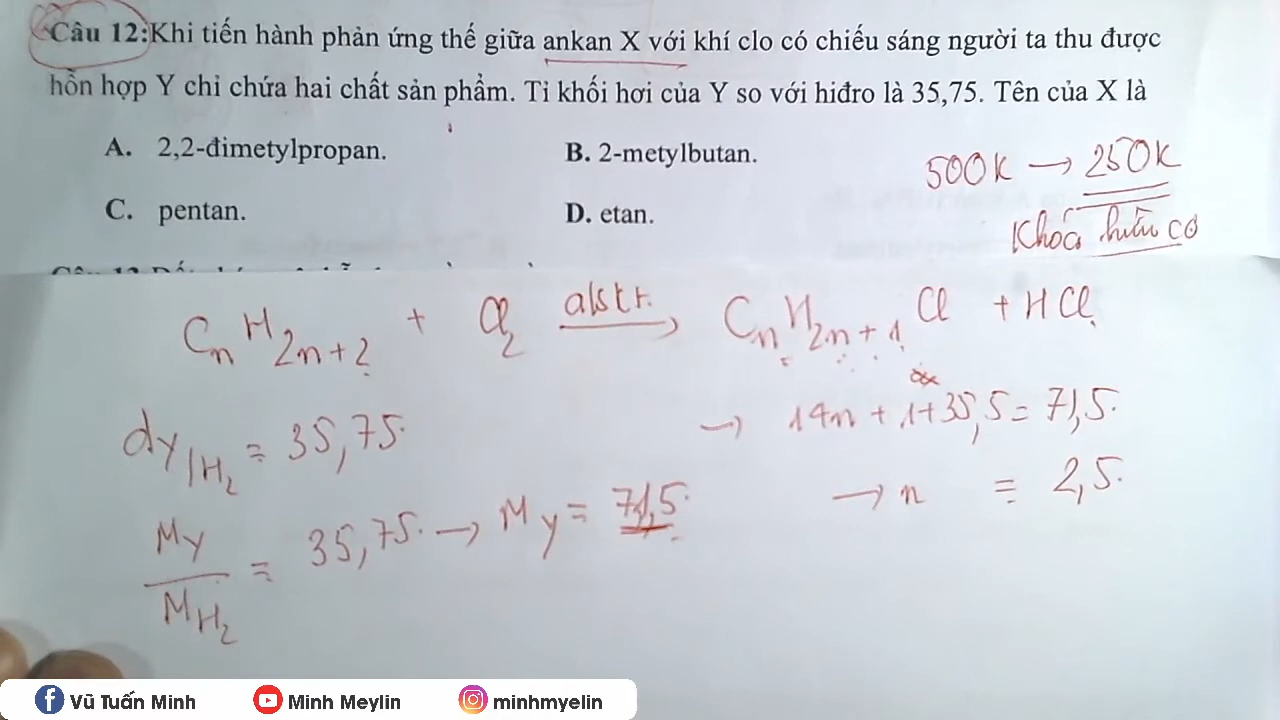 Câu 12:Khi tiến hành phản ứng thế giữa ankan X với khí clo có chiếu sáng người ta thu được
hỗn hợp Y chỉ chứa hai chất sản phẩm. Tỉ khối hơi của Y so với hiđro là 35,75. Tên của X là
A. 2,2-đimetylpropan.
B. 2-metylbutan.
C. pentan.
D. etan.
500K → 250K
Khóa hữu cơ
CnH2n+2 + Cl2 askt. → CnH2n+1Cl + HCl
dY/H2 = 35,75.
→ 14n + 1+35,5 = 71,5.
→ n = 2,5.
MY/MH2 = 35,75. → MY = 71,5.
Vũ Tuấn Minh
Minh Meylin
minhmyelin